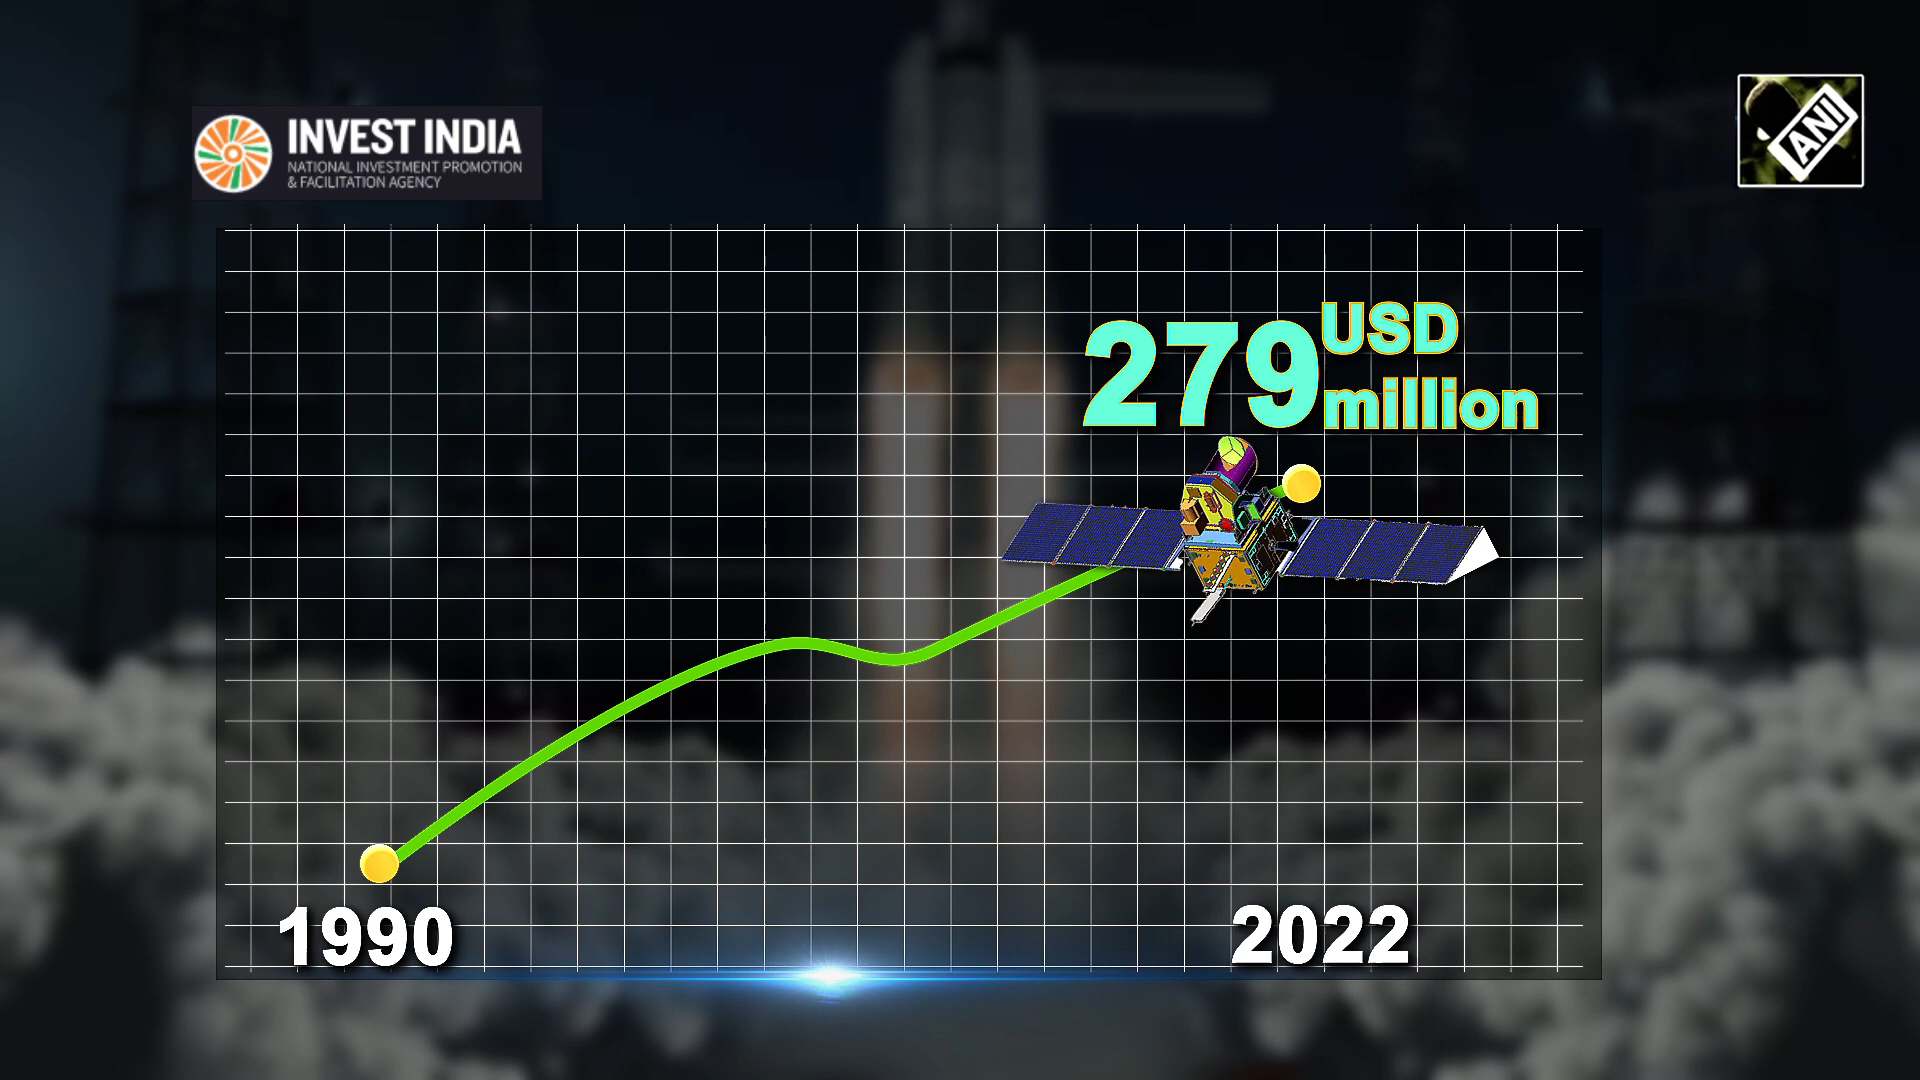 INVEST INDIA
NATIONAL INVESTMENT PROMOTION
& FACILITATION AGENCY
ANI
279 USD
million
1990
2022